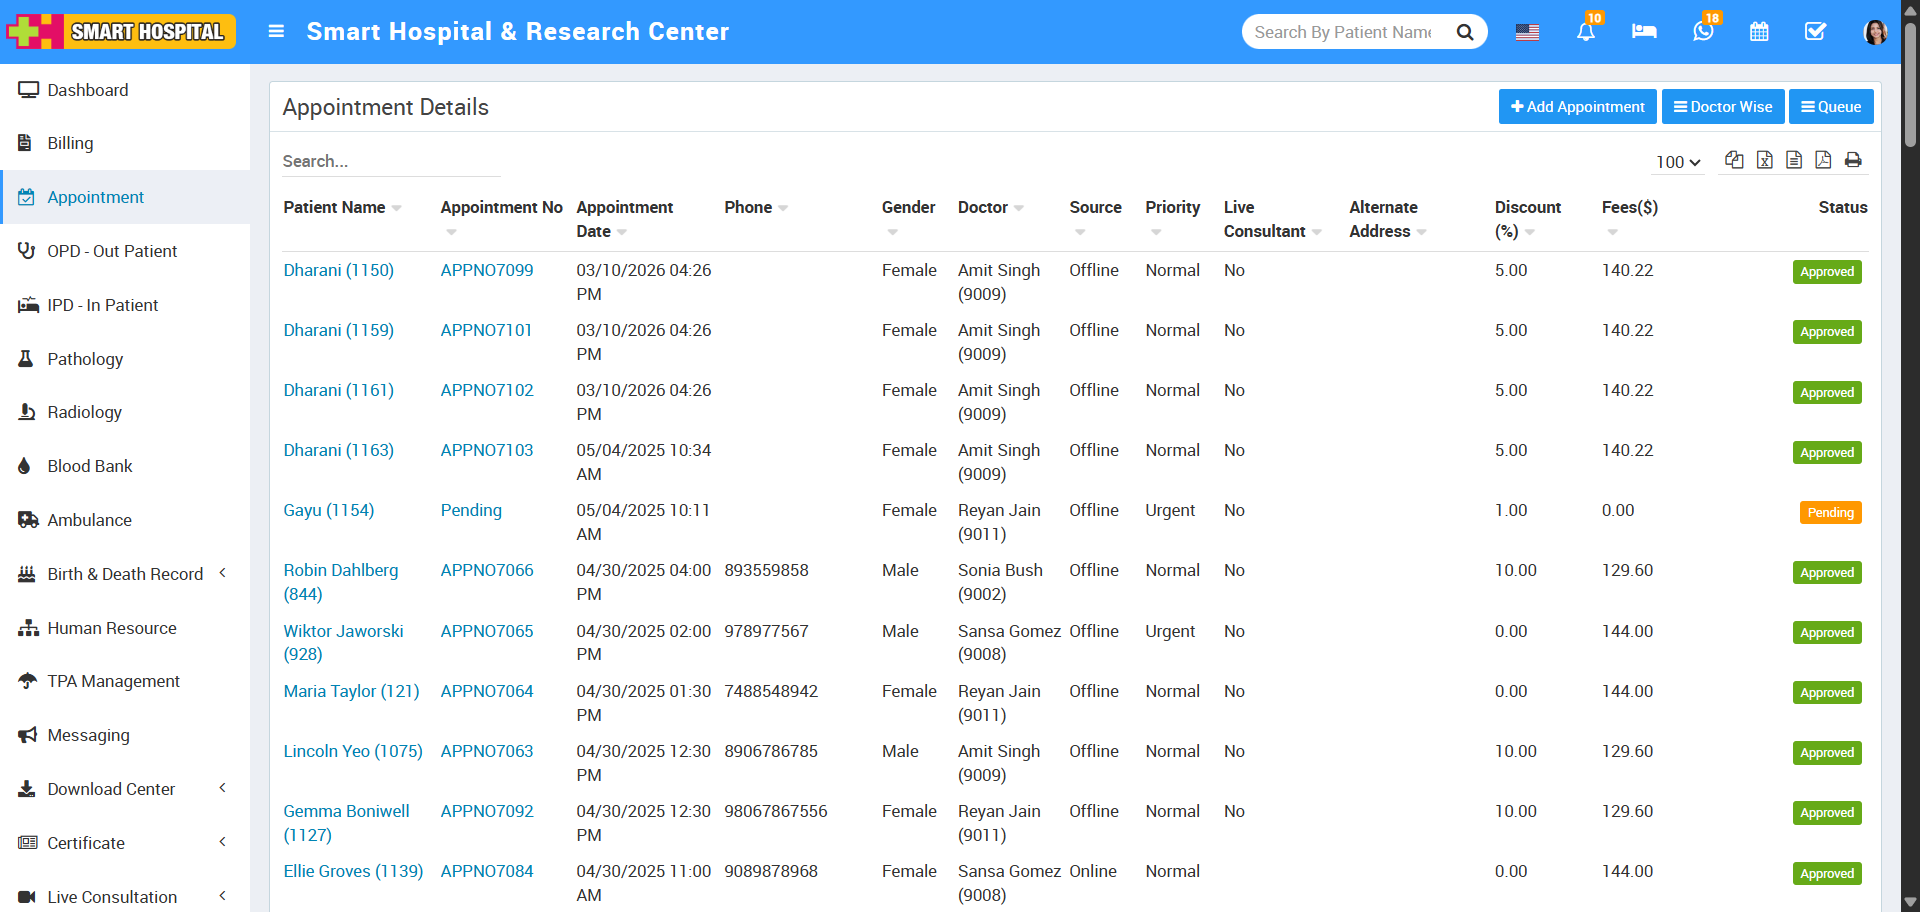 SMART HOSPITAL
Smart Hospital & Research Center
Search By Patient Name
10
18
Dashboard
Billing
Appointment
OPD - Out Patient
IPD - In Patient
Pathology
Radiology
Blood Bank
Ambulance
Birth & Death Record
Human Resource
TPA Management
Messaging
Download Center
Certificate
Live Consultation
Appointment Details
Add Appointment
Doctor Wise
Queue
Search...
100
Patient Name Appointment No Appointment Phone Gender Doctor Source Priority Live Alternate Discount Fees($) Status
Date Consultant Address (%)
Dharani (1150) APPNO7099 03/10/2026 04:26 Female Amit Singh Offline Normal No 5.00 140.22 Approved
PM (9009)
Dharani (1159) APPNO7101 03/10/2026 04:26 Female Amit Singh Offline Normal No 5.00 140.22 Approved
PM (9009)
Dharani (1161) APPNO7102 03/10/2026 04:26 Female Amit Singh Offline Normal No 5.00 140.22 Approved
PM (9009)
Dharani (1163) APPNO7103 05/04/2025 10:34 Female Amit Singh Offline Normal No 5.00 140.22 Approved
AM (9009)
Gayu (1154) Pending 05/04/2025 10:11 Female Reyan Jain Offline Urgent No 1.00 0.00 Pending
AM (9011)
Robin Dahlberg APPNO7066 04/30/2025 04:00 893559858 Male Sonia Bush Offline Normal No 10.00 129.60 Approved
(844) PM (9002)
Wiktor Jaworski APPNO7065 04/30/2025 02:00 978977567 Male Sansa Gomez Offline Urgent No 0.00 144.00 Approved
(928) PM (9008)
Maria Taylor (121) APPNO7064 04/30/2025 01:30 7488548942 Female Reyan Jain Offline Normal No 0.00 144.00 Approved
PM (9011)
Lincoln Yeo (1075) APPNO7063 04/30/2025 12:30 8906786785 Male Amit Singh Offline Normal No 10.00 129.60 Approved
PM (9009)
Gemma Boniwell APPNO7092 04/30/2025 12:30 98067867556 Female Reyan Jain Offline Normal No 10.00 129.60 Approved
(1127) PM (9011)
Ellie Groves (1139) APPNO7084 04/30/2025 11:00 9089878968 Female Sansa Gomez Online Normal 0.00 144.00 Approved
AM (9008)